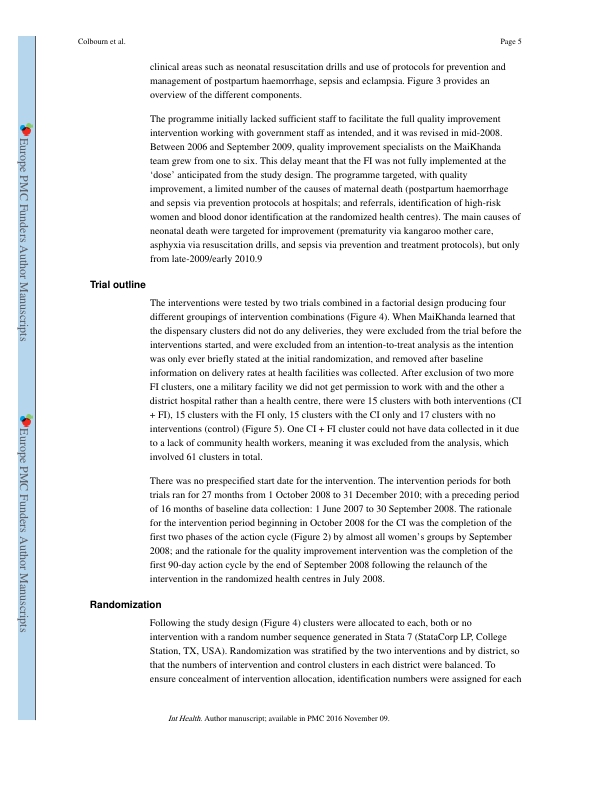 Colbourn et al.
Page 5
clinical areas such as neonatal resuscitation drills and use of protocols for prevention and
management of postpartum haemorrhage, sepsis and eclampsia. Figure 3 provides an
overview of the different components.
The programme initially lacked sufficient staff to facilitate the full quality improvement
intervention working with government staff as intended, and it was revised in mid-2008.
Between 2006 and September 2009, quality improvement specialists on the MaiKhanda
team grew from one to six. This delay meant that the FI was not fully implemented at the
‘dose’ anticipated from the study design. The programme targeted, with quality
improvement, a limited number of the causes of maternal death (postpartum haemorrhage
and sepsis via prevention protocols at hospitals; and referrals, identification of high-risk
women and blood donor identification at the randomized health centres). The main causes of
neonatal death were targeted for improvement (prematurity via kangaroo mother care,
asphyxia via resuscitation drills, and sepsis via prevention and treatment protocols), but only
from late-2009/early 2010.9
Trial outline
The interventions were tested by two trials combined in a factorial design producing four
different groupings of intervention combinations (Figure 4). When MaiKhanda learned that
the dispensary clusters did not do any deliveries, they were excluded from the trial before the
interventions started, and were excluded from an intention-to-treat analysis as the intention
was only ever briefly stated at the initial randomization, and removed after baseline
information on delivery rates at health facilities was collected. After exclusion of two more
FI clusters, one a military facility we did not get permission to work with and the other a
district hospital rather than a health centre, there were 15 clusters with both interventions (CI
+ FI), 15 clusters with the FI only, 15 clusters with the CI only and 17 clusters with no
interventions (control) (Figure 5). One CI + FI cluster could not have data collected in it due
to a lack of community health workers, meaning it was excluded from the analysis, which
involved 61 clusters in total.
There was no prespecified start date for the intervention. The intervention periods for both
trials ran for 27 months from 1 October 2008 to 31 December 2010; with a preceding period
of 16 months of baseline data collection: 1 June 2007 to 30 September 2008. The rationale
for the intervention period beginning in October 2008 for the CI was the completion of the
first two phases of the action cycle (Figure 2) by almost all women’s groups by September
2008; and the rationale for the quality improvement intervention was the completion of the
first 90-day action cycle by the end of September 2008 following the relaunch of the
intervention in the randomized health centres in July 2008.
Randomization
Following the study design (Figure 4) clusters were allocated to each, both or no
intervention with a random number sequence generated in Stata 7 (StataCorp LP, College
Station, TX, USA). Randomization was stratified by the two interventions and by district, so
that the numbers of intervention and control clusters in each district were balanced. To
ensure concealment of intervention allocation, identification numbers were assigned for each
Int Health. Author manuscript; available in PMC 2016 November 09.
Europe PMC Funders Author Manuscripts
Europe PMC Funders Author Manuscripts